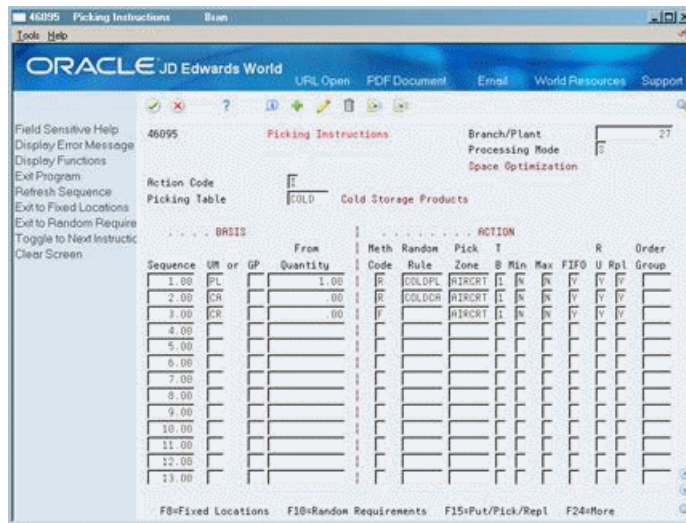 46095 Picking Instructions
Tools Help
ORACLE JD Edwards World
URL Open PDF Document Email World Resources Support
Field Sensitive Help
Display Error Message
Display Functions
Exit Program
Refresh Sequence
Exit to Fixed Locations
Exit to Random Require
Toggle to Next Instructic
Clear Screen
46095 Picking Instructions Branch/Plant 27
Processing Mode S
Space Optimization
Action Code I
Picking Table COLD Cold Storage Products
. . . . BASIS | . . . . . . . . ACTION
From | Meth Random Pick T R Order
Sequence UM or GP Quantity | Code Rule Zone B Min Max FIFO U Rpl Group
1.00 PL 1.00 | R COLDPL AIRCRT 1 N N Y Y Y
2.00 CA .00 | R COLDCA AIRCRT 1 N N Y Y Y
3.00 CR .00 | F AIRCRT 1 N N Y Y Y
4.00
5.00
6.00
7.00
8.00
9.00
10.00
11.00
12.00
13.00
F8=Fixed Locations F10=Random Requirements F15=Put/Pick/Repl F24=More